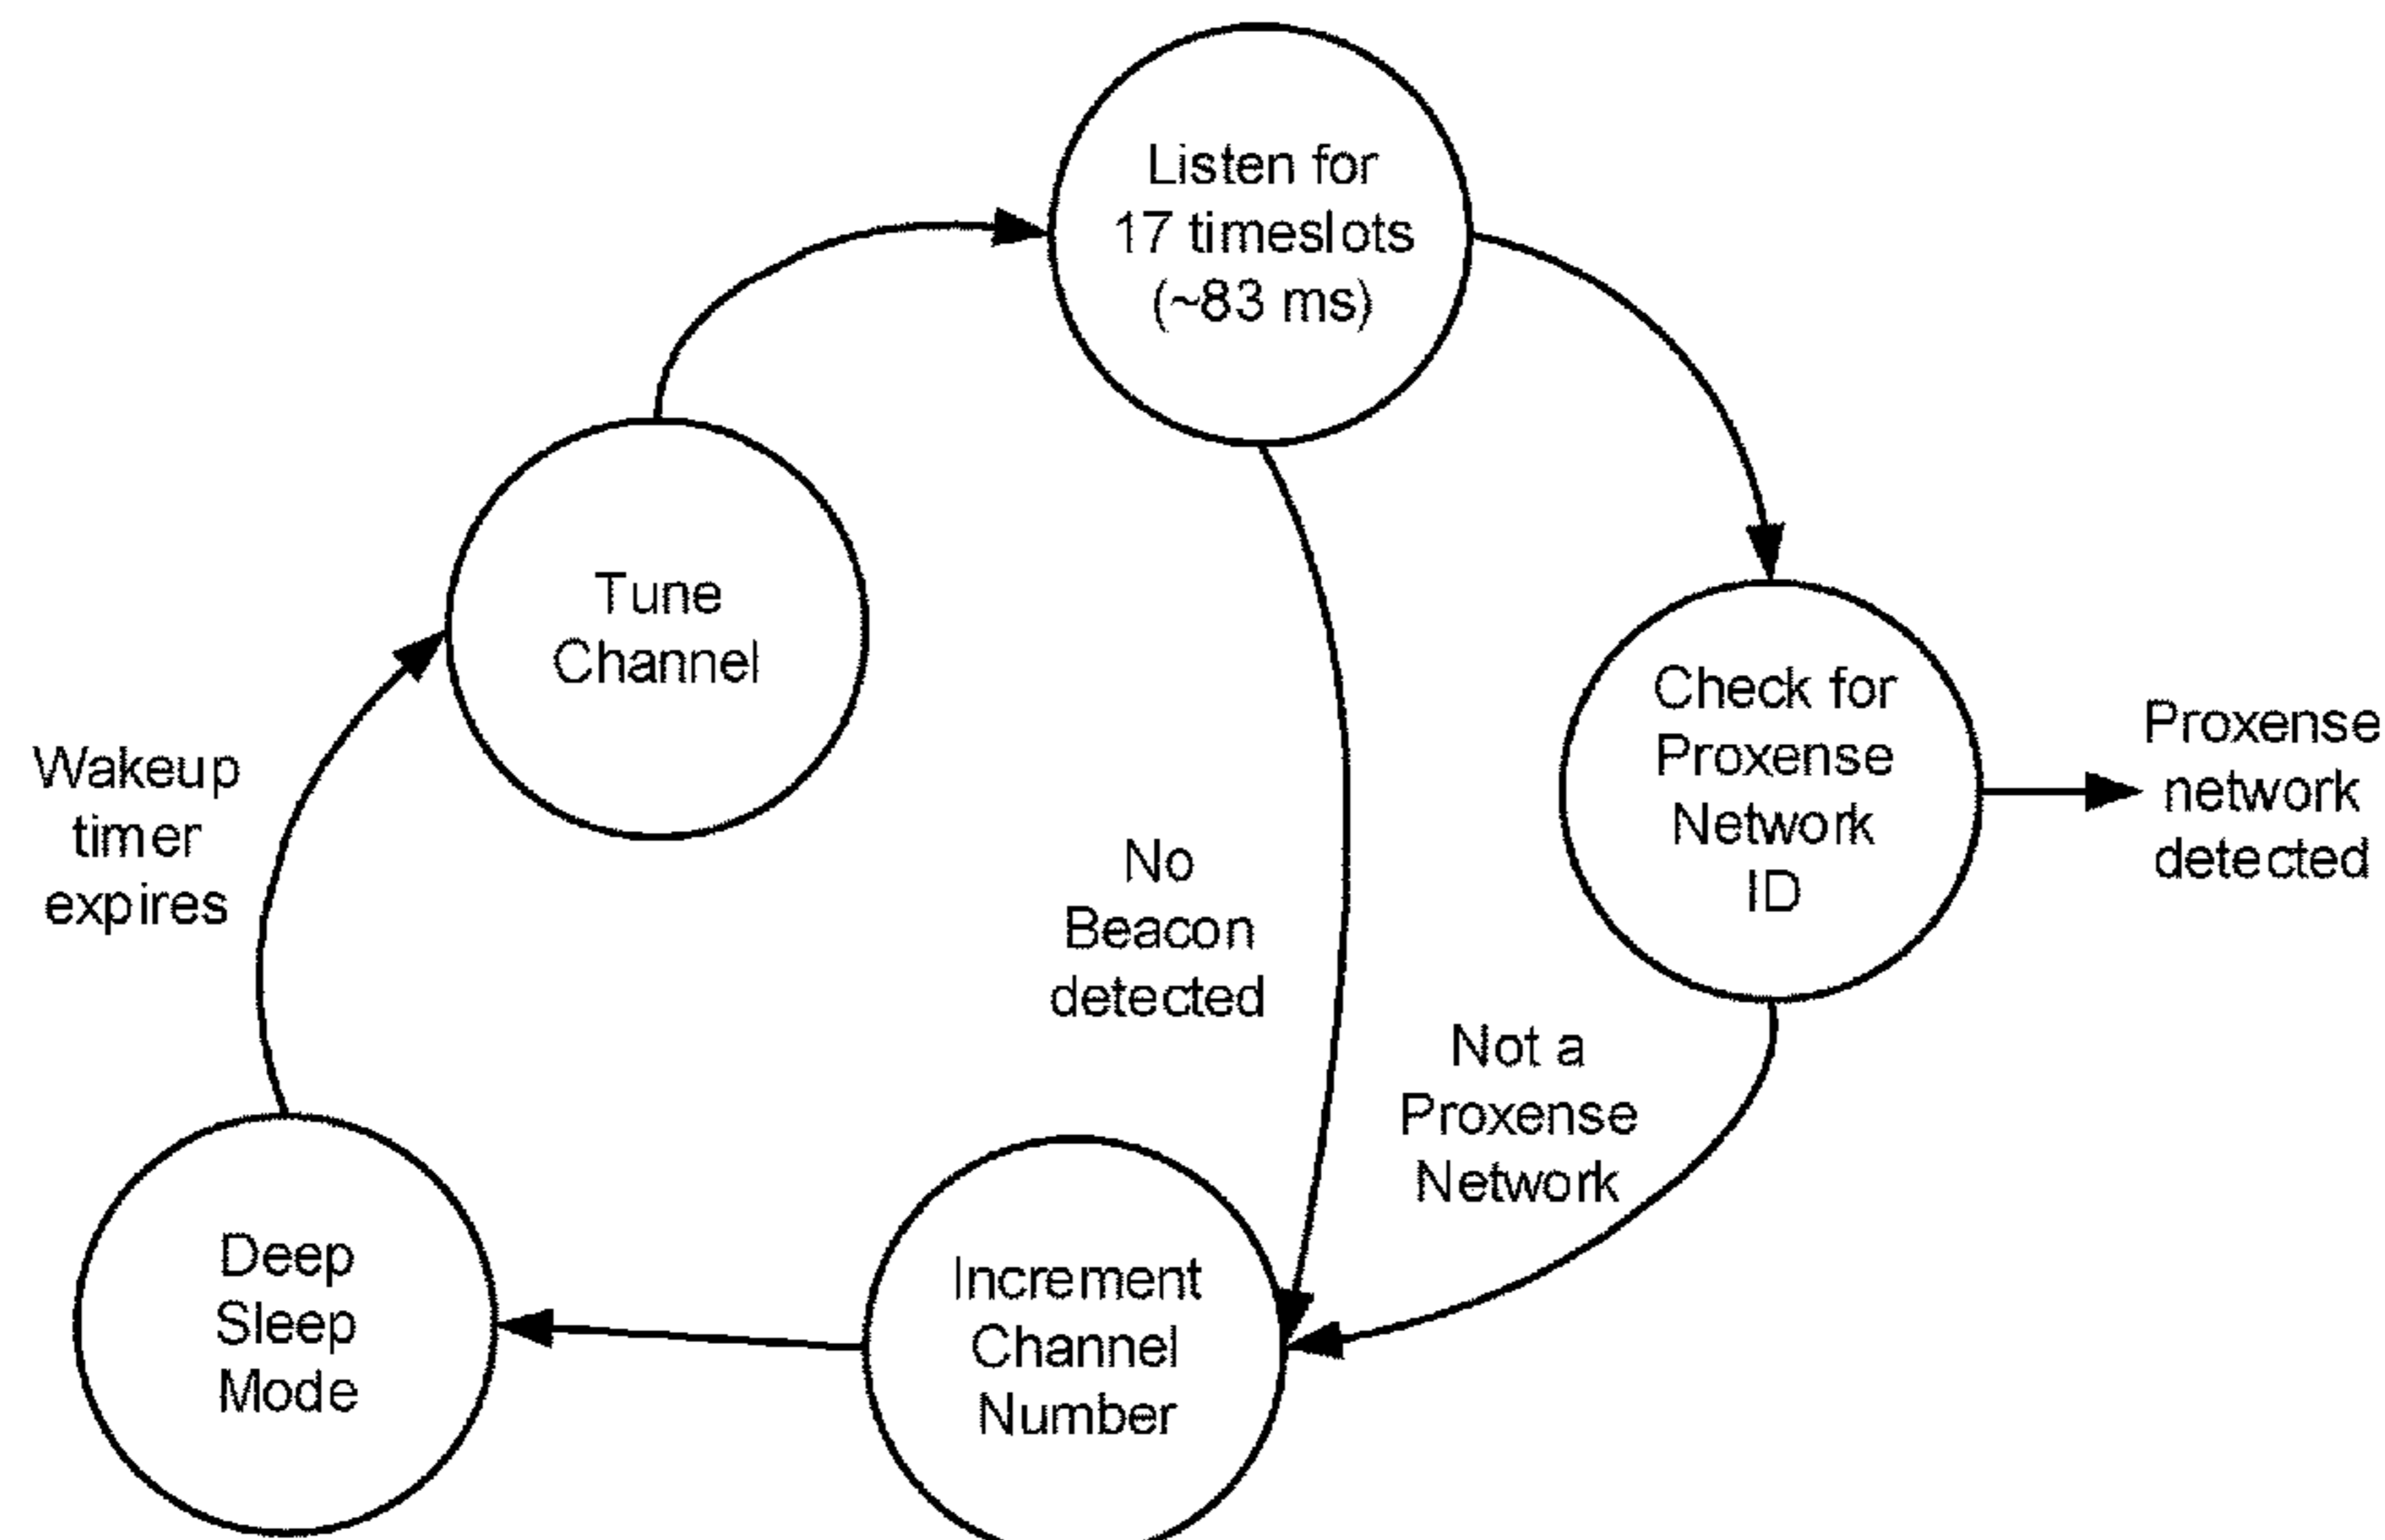 Listen for
17 timeslots
(~83 ms)
Tune
Channel
Check for
Proxense
Network
ID
Proxense
network
detected
Wakeup
timer
expires
No
Beacon
detected
Not a
Proxense
Network
Deep
Sleep
Mode
Increment
Channel
Number